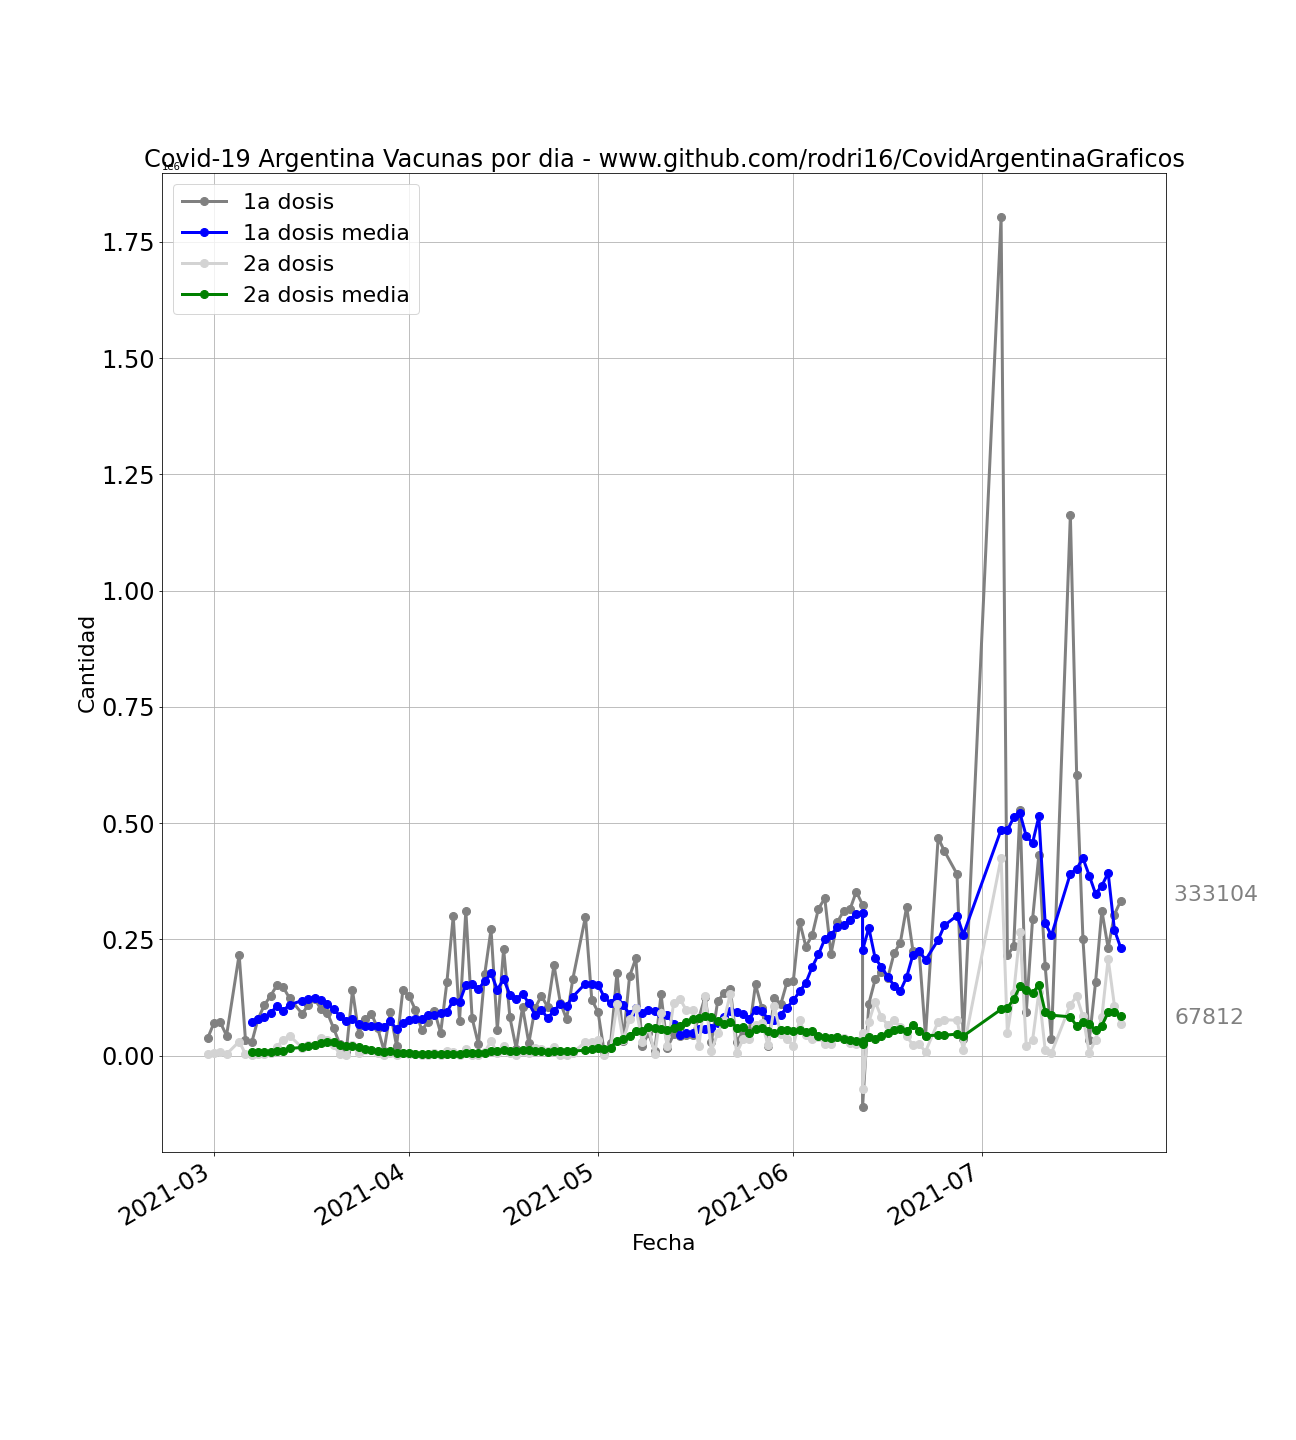 Covid-19 Argentina Vacunas por dia - www.github.com/rodri16/CovidArgentinaGraficos
1e6
1a dosis
1a dosis media
2a dosis
2a dosis media
1.75
1.50
1.25
1.00
0.75
0.50
0.25
0.00
Cantidad
333104
67812
2021-03
2021-04
2021-05
2021-06
2021-07
Fecha